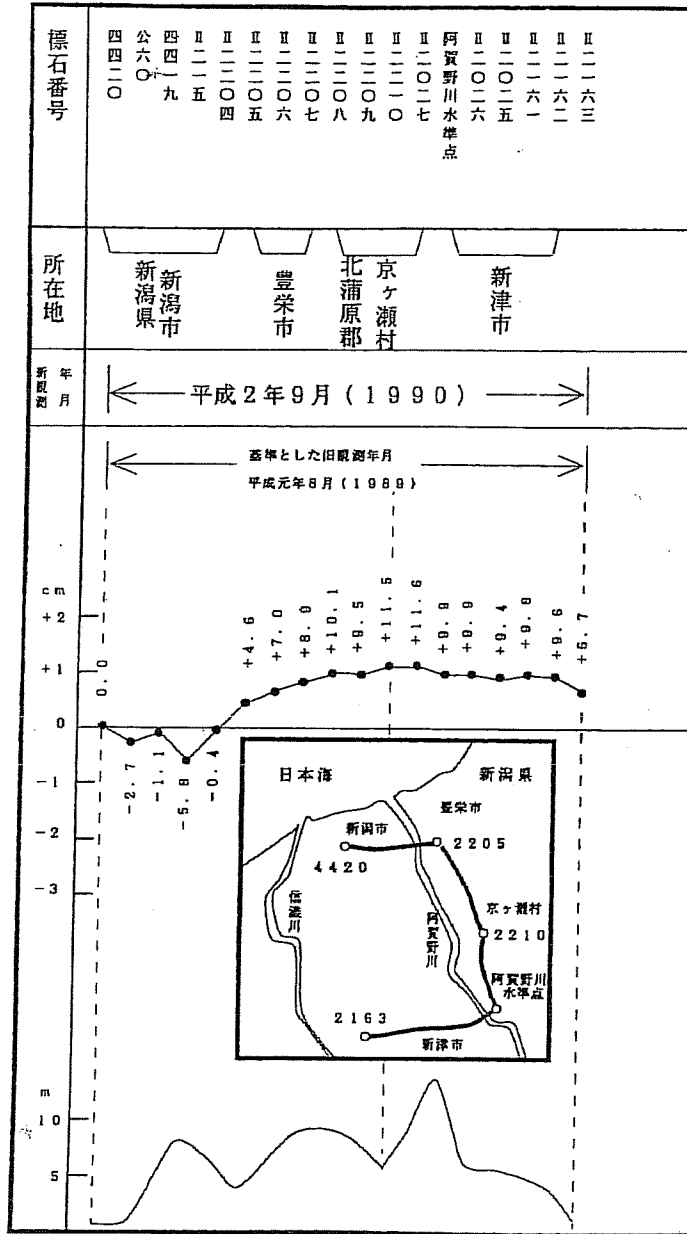 標石番号
四四二〇
公六〇
四四一九
Ⅱ二一五
Ⅱ二二〇四
Ⅱ二二〇五
Ⅱ二二〇六
Ⅱ二二〇七
Ⅱ二二〇八
Ⅱ二二〇九
Ⅱ二二一〇
Ⅱ二〇二七
阿賀野川水準点
Ⅱ二〇二六
Ⅱ二〇二五
Ⅱ二一六一
Ⅱ二一六二
Ⅱ二一六三
所在地
新潟県
新潟市
豊栄市
北蒲原郡
京ヶ瀬村
新津市
新観測
年月
平成2年9月(1990)
基準とした旧観測年月
平成元年8月(1989)
cm
+2
+1
0
-1
-2
-3
0.0
-2.7
-1.1
-5.8
-0.4
+4.6
+7.0
+8.9
+10.1
+9.5
+11.5
+11.6
+9.9
+9.9
+9.4
+9.8
+9.6
+6.7
日本海
新潟県
豊栄市
新潟市
2205
4420
信濃川
阿賀野川
京ヶ瀬村
2210
阿賀野川
水準点
2163
新津市
m
10
5